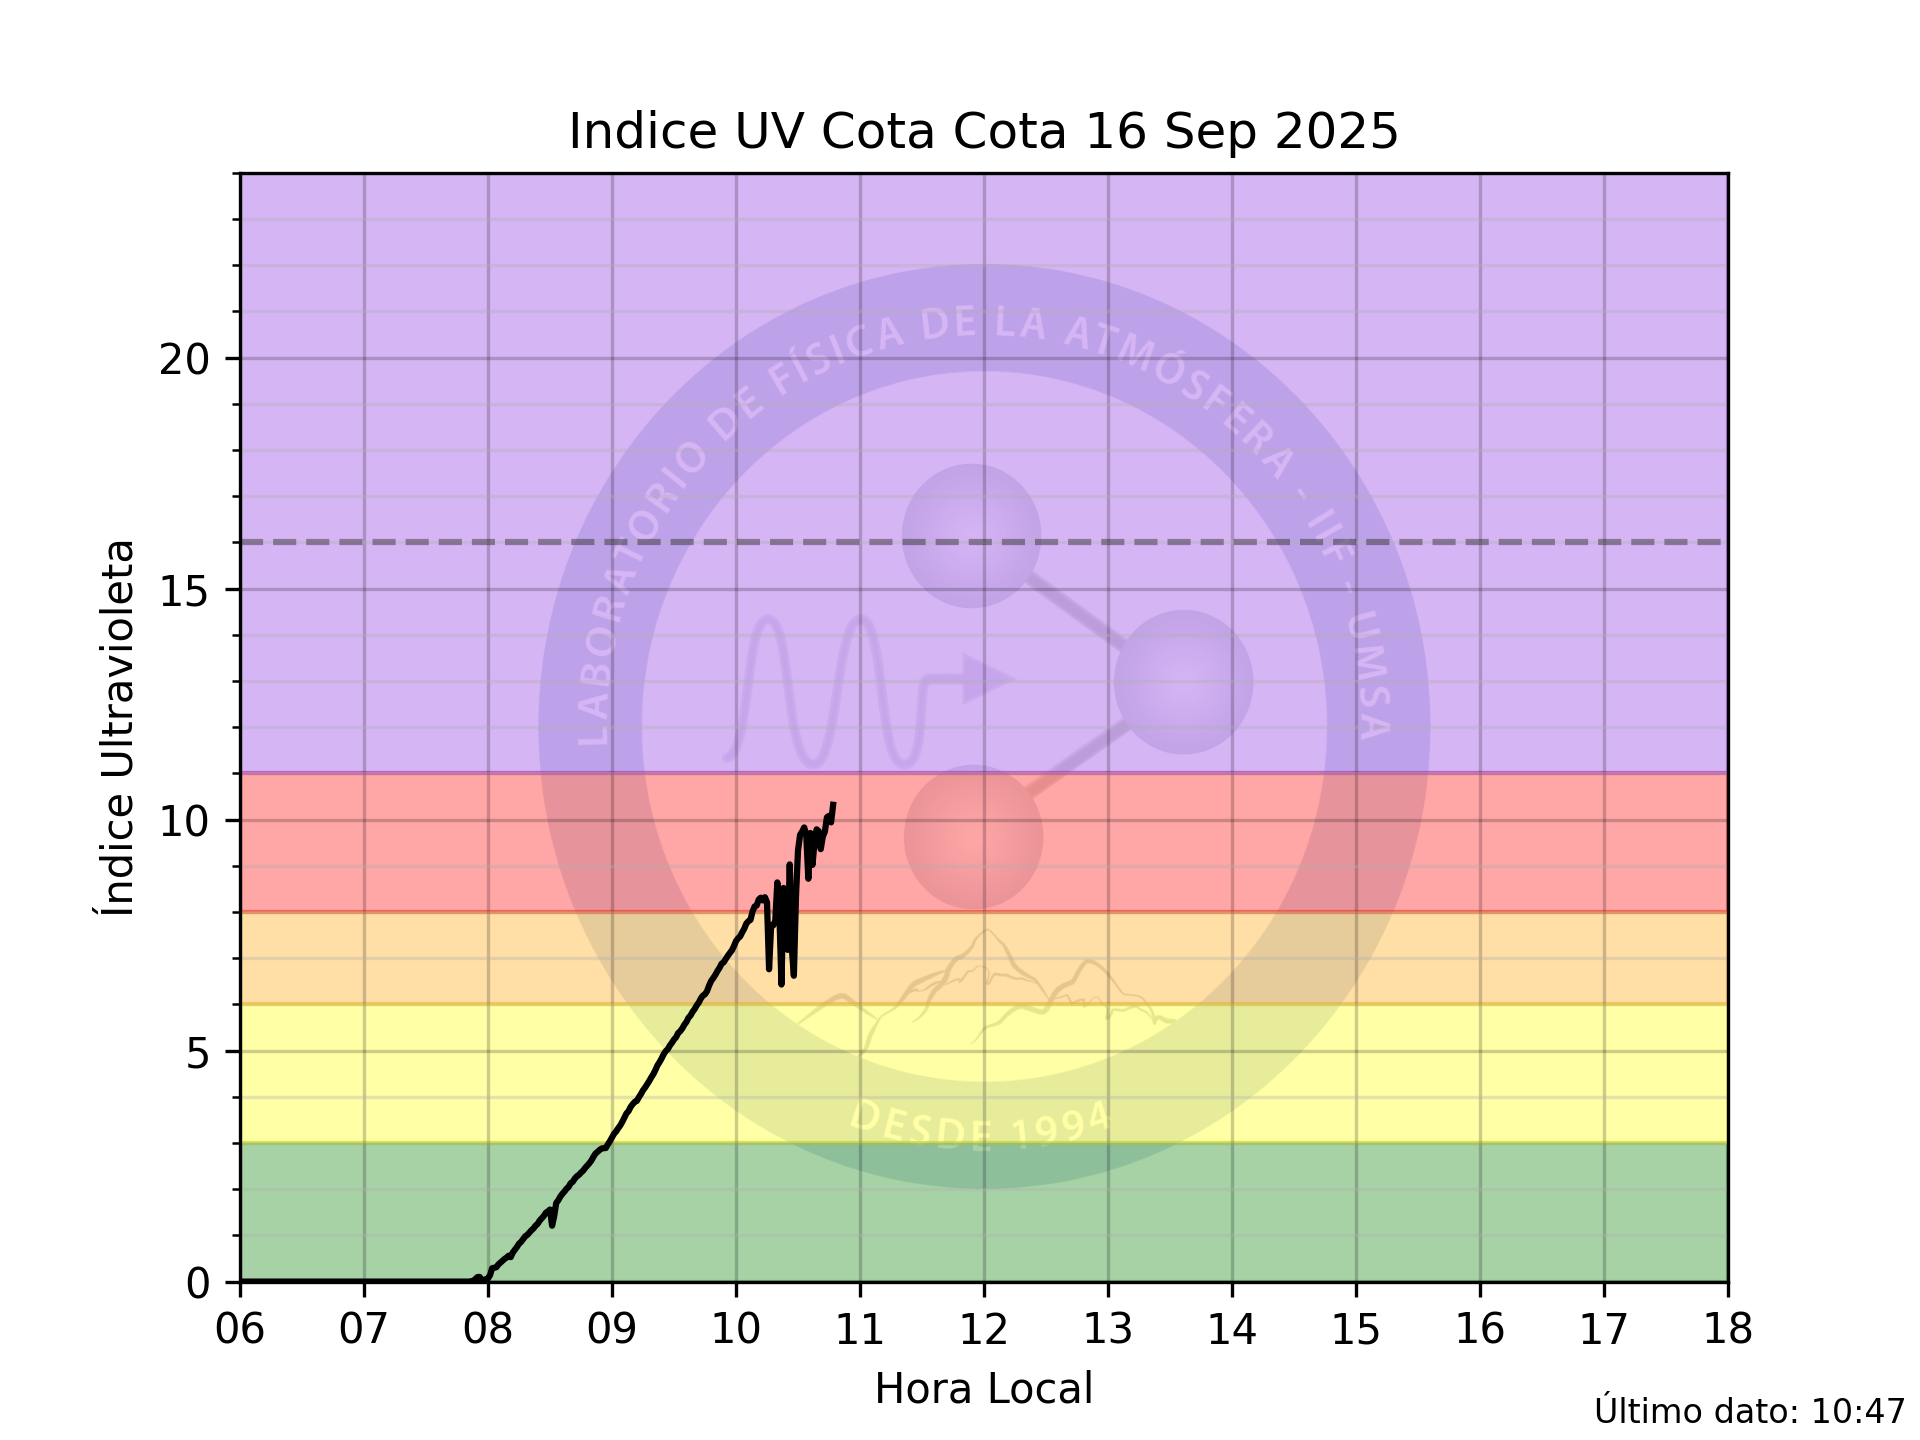 Indice UV Cota Cota 16 Sep 2025
LABORATORIO DE FÍSICA DE LA ATMÓSFERA - IIF - UMSA
DESDE 1994
Índice Ultravioleta
20
15
10
5
0
06 07 08 09 10 11 12 13 14 15 16 17 18
Hora Local
Último dato: 10:47